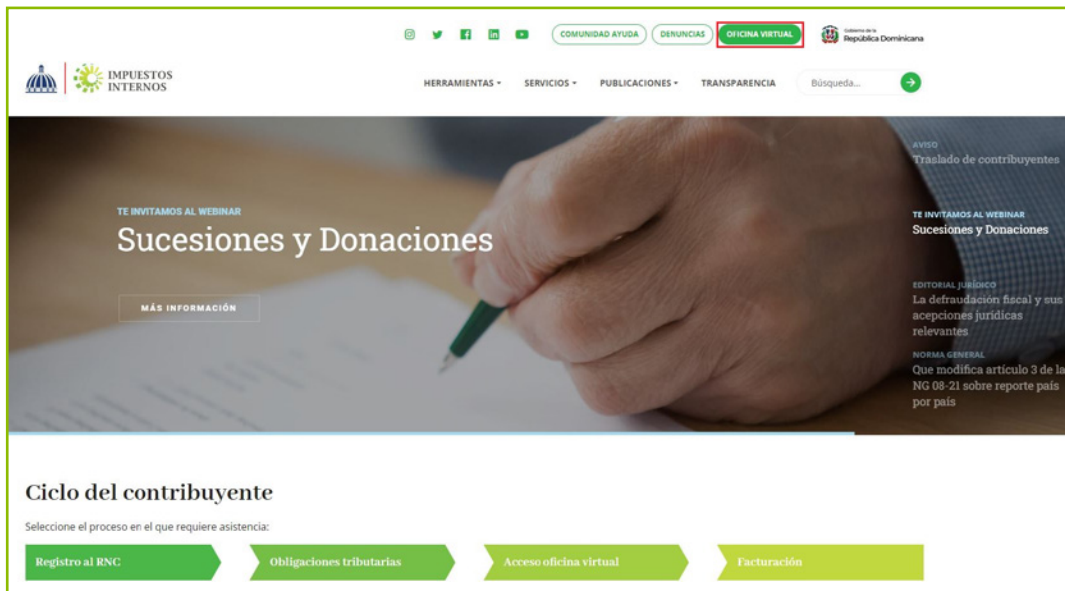 COMUNIDAD AYUDA
DENUNCIAS
OFICINA VIRTUAL
Gobierno de la
República Dominicana
IMPUESTOS
INTERNOS
HERRAMIENTAS
SERVICIOS
PUBLICACIONES
TRANSPARENCIA
Búsqueda...
TE INVITAMOS AL WEBINAR
Sucesiones y Donaciones
MÁS INFORMACIÓN
AVISO
Traslado de contribuyentes
TE INVITAMOS AL WEBINAR
Sucesiones y Donaciones
EDITORIAL JURÍDICO
La defraudación fiscal y sus
acepciones jurídicas
relevantes
NORMA GENERAL
Que modifica artículo 3 de la
NG 08-21 sobre reporte país
por país
Ciclo del contribuyente
Seleccione el proceso en el que requiere asistencia:
Registro al RNC
Obligaciones tributarias
Acceso oficina virtual
Facturación